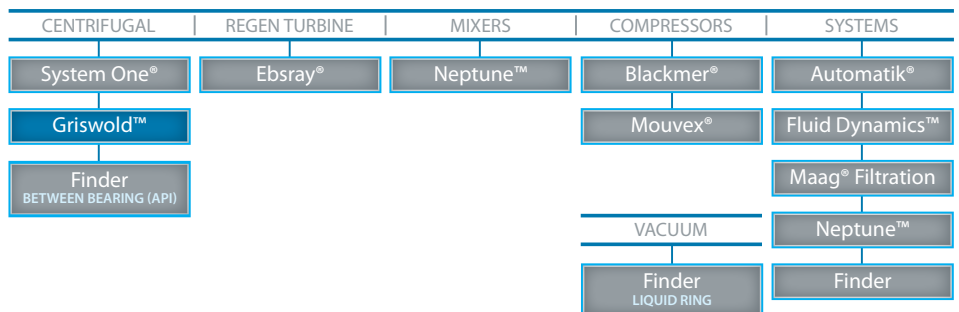 CENTRIFUGAL
REGEN TURBINE
MIXERS
COMPRESSORS
SYSTEMS
System One®
Ebsray®
Neptune™
Blackmer®
Automatik®
Griswold™
Mouvex®
Fluid Dynamics™
Finder
BETWEEN BEARING (API)
Maag® Filtration
VACUUM
Neptune™
Finder
LIQUID RING
Finder